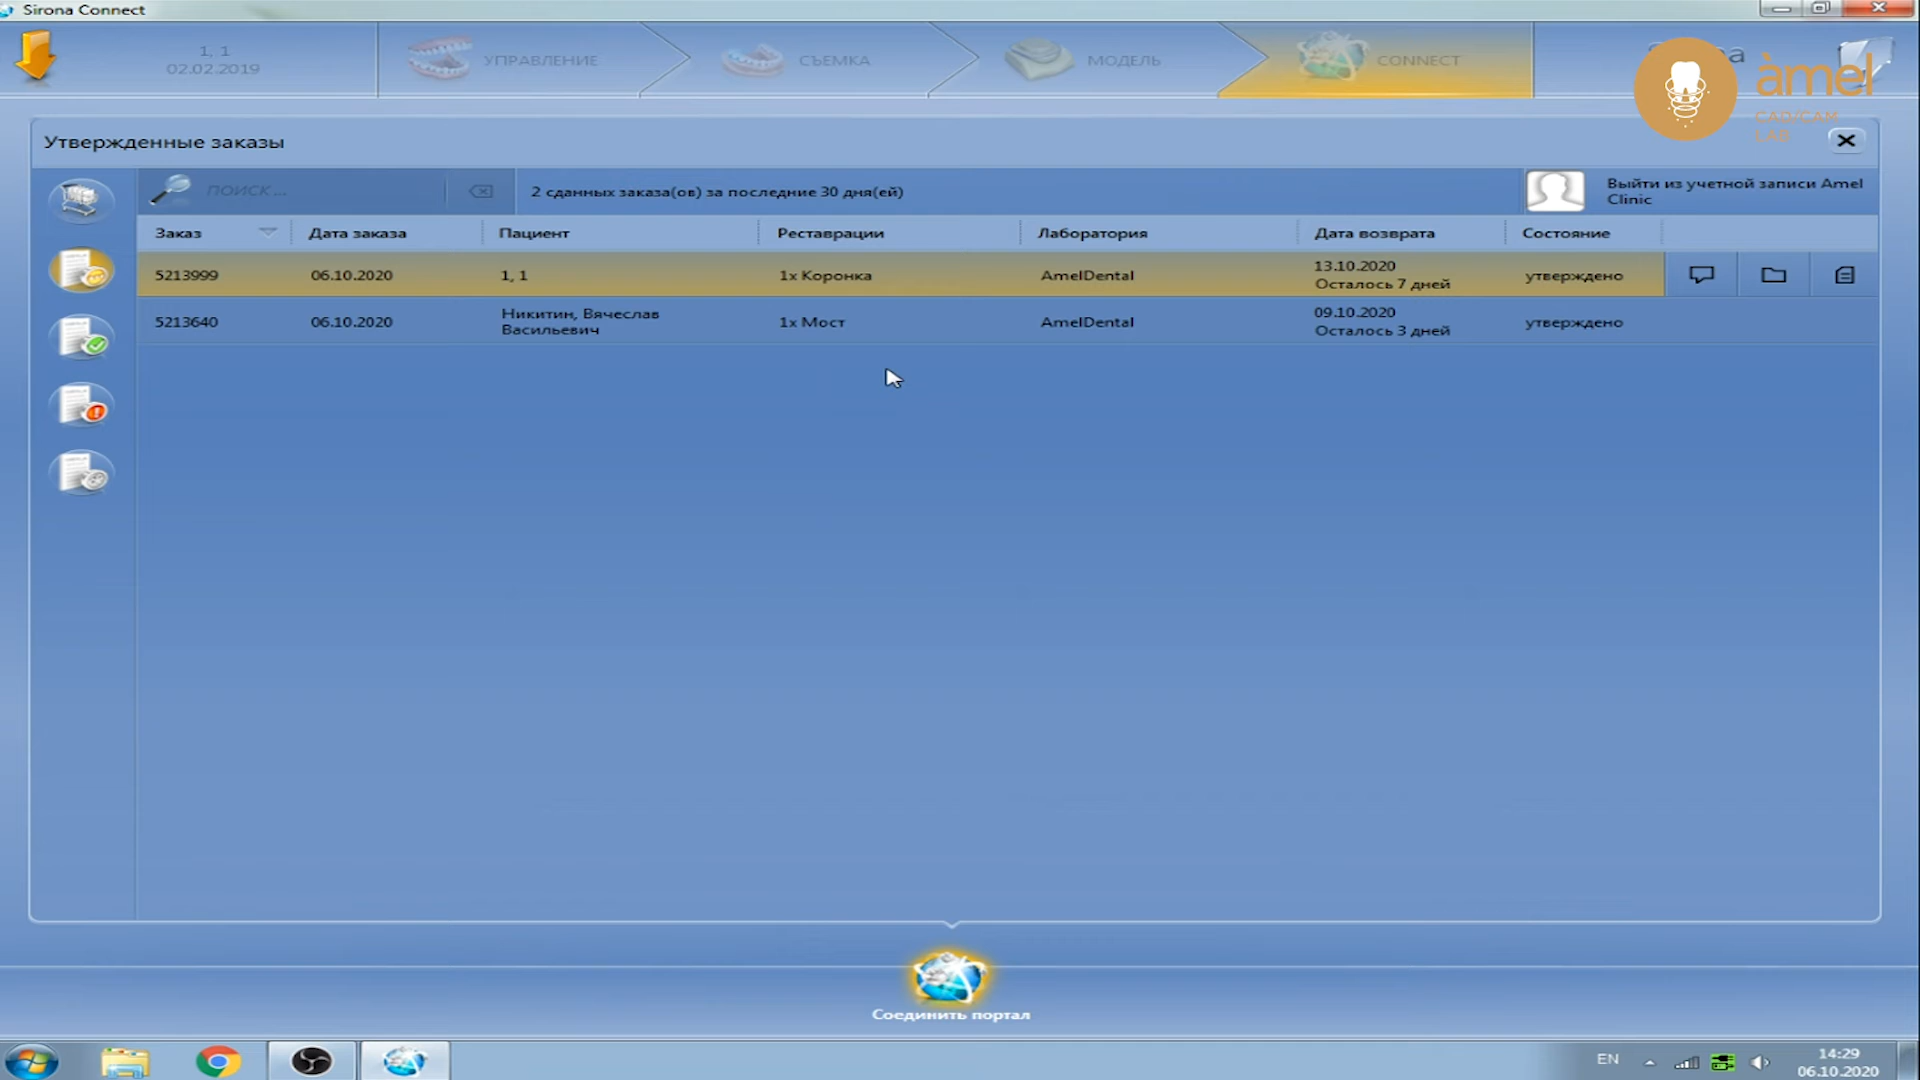 Sirona Connect
1, 1
02.02.2019
УПРАВЛЕНИЕ
СЪЕМКА
МОДЕЛЬ
CONNECT
àmel
CAD/CAM
LAB
Утвержденные заказы
ПОИСК ...
2 сданных заказа(ов) за последние 30 дня(ей)
Выйти из учетной записи Amel
Clinic
Заказ Дата заказа Пациент Реставрации Лаборатория Дата возврата Состояние
5213999 06.10.2020 1, 1 1x Коронка AmelDental 13.10.2020 утверждено
Осталось 7 дней
5213640 06.10.2020 Никитин, Вячеслав 1x Мост AmelDental 09.10.2020 утверждено
Васильевич Осталось 3 дней
Соединить портал
EN
14:29
06.10.2020